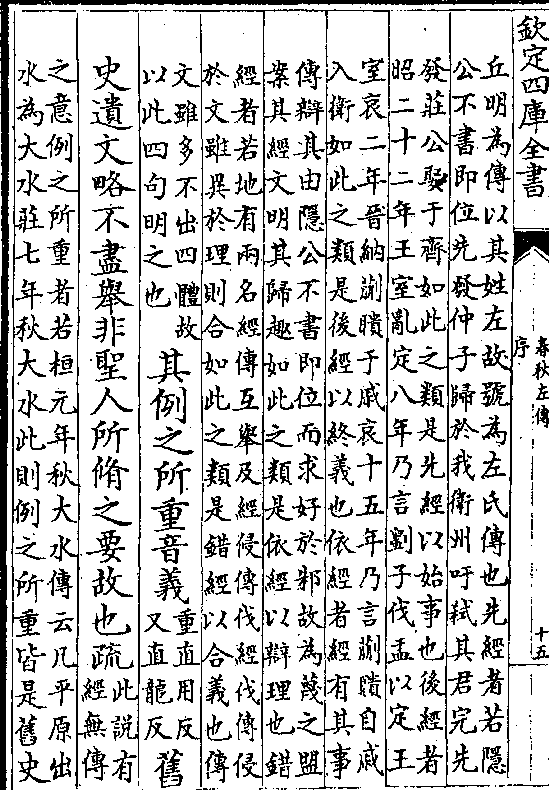 欽定四庫全書
春秋左傳
序
十五
丘明為傳以其姓左故號為左氏傳也先經者若隱
公不書即位先發仲子歸於我衛州吁弒其君完先
發莊公娶于齊如此之類是先經以始事也後經者
昭二十二年王室亂定八年乃言劉子伐盂以定王
室哀二年晉納蒯聵于戚哀十五年乃言蒯聵自戚
入衛如此之類是後經以終義也依經者經有其事
傳辯其由隱公不書即位而求好於邾故為蔑之盟
案其經文明其歸趣如此之類是依經以辯理也錯
經者若地有兩名經傳互舉及經侵傳伐經伐傳侵
於文雖異於理則合如此之類是錯經以合義也傳
文雖多不出四體故
以此四句明之也
其例之所重音義
重直用反
又直龍反
舊
史遺文略不盡舉非聖人所脩之要故也疏
此說有
經無傳
之意例之所重者若桓元年秋大水傳云凡平原出
水為大水莊七年秋大水此則例之所重皆是舊史